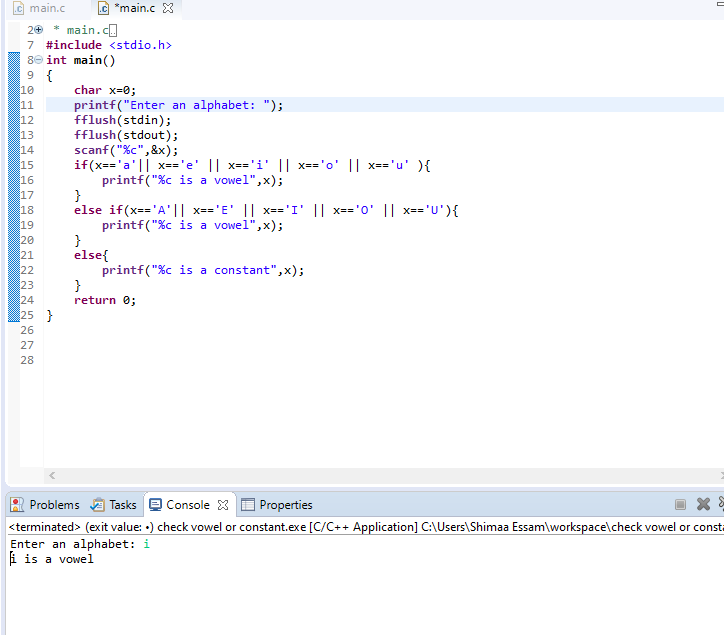 main.c
*main.c
2 * main.c
7 #include <stdio.h>
8 int main()
9 {
10 char x=0;
11 printf("Enter an alphabet: ");
12 fflush(stdin);
13 fflush(stdout);
14 scanf("%c",&x);
15 if(x=='a'|| x=='e' || x=='i' || x=='o' || x=='u' ){
16 printf("%c is a vowel",x);
17 }
18 else if(x=='A'|| x=='E' || x=='I' || x=='O' || x=='U'){
19 printf("%c is a vowel",x);
20 }
21 else{
22 printf("%c is a constant",x);
23 }
24 return 0;
25 }
26
27
28
Problems Tasks Console Properties
<terminated> (exit value: •) check vowel or constant.exe [C/C++ Application] C:\Users\Shimaa Essam\workspace\check vowel or consta
Enter an alphabet: i
i is a vowel